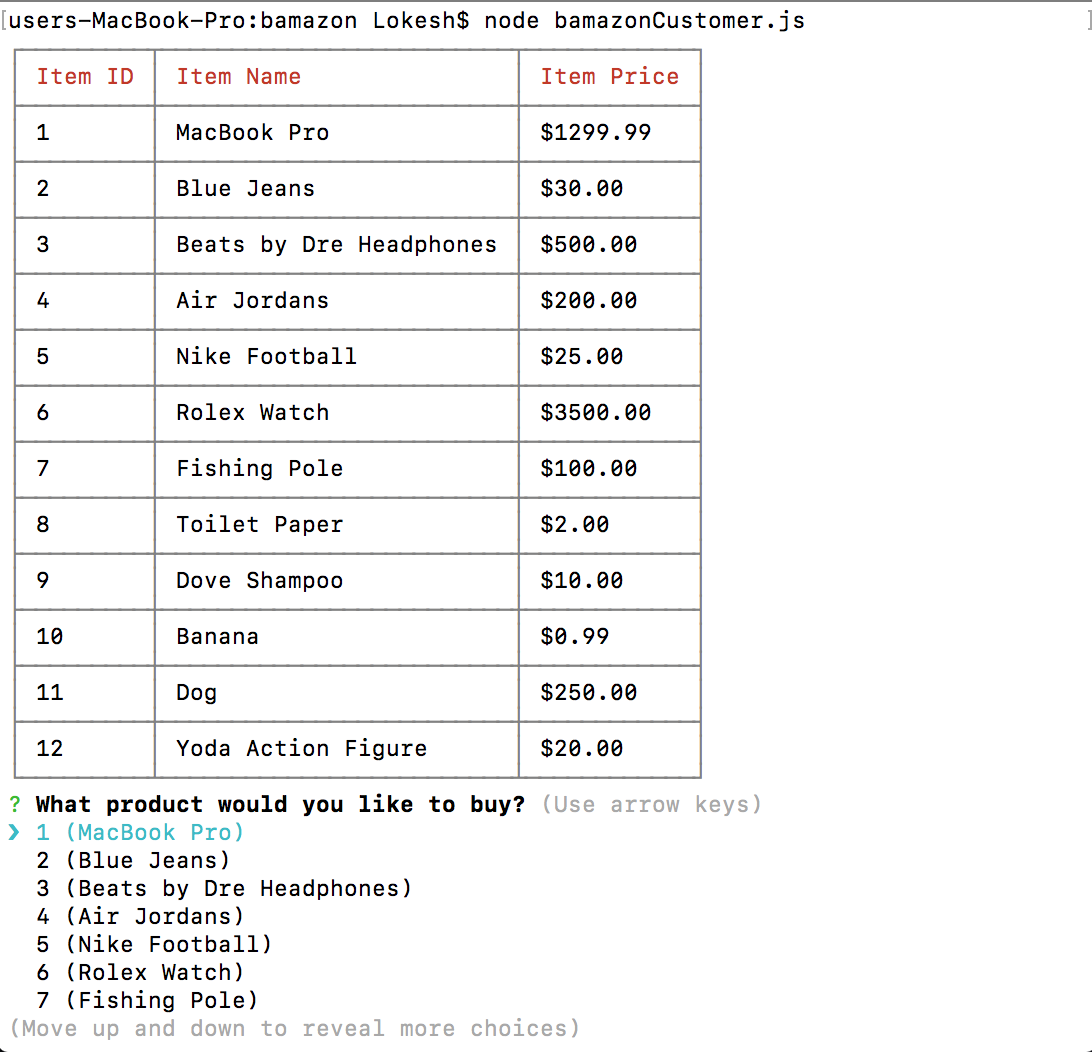 [users-MacBook-Pro:bamazon Lokesh$ node bamazonCustomer.js ]
Item ID Item Name Item Price
1 MacBook Pro $1299.99
2 Blue Jeans $30.00
3 Beats by Dre Headphones $500.00
4 Air Jordans $200.00
5 Nike Football $25.00
6 Rolex Watch $3500.00
7 Fishing Pole $100.00
8 Toilet Paper $2.00
9 Dove Shampoo $10.00
10 Banana $0.99
11 Dog $250.00
12 Yoda Action Figure $20.00
? What product would you like to buy? (Use arrow keys)
❯ 1 (MacBook Pro)
2 (Blue Jeans)
3 (Beats by Dre Headphones)
4 (Air Jordans)
5 (Nike Football)
6 (Rolex Watch)
7 (Fishing Pole)
(Move up and down to reveal more choices)